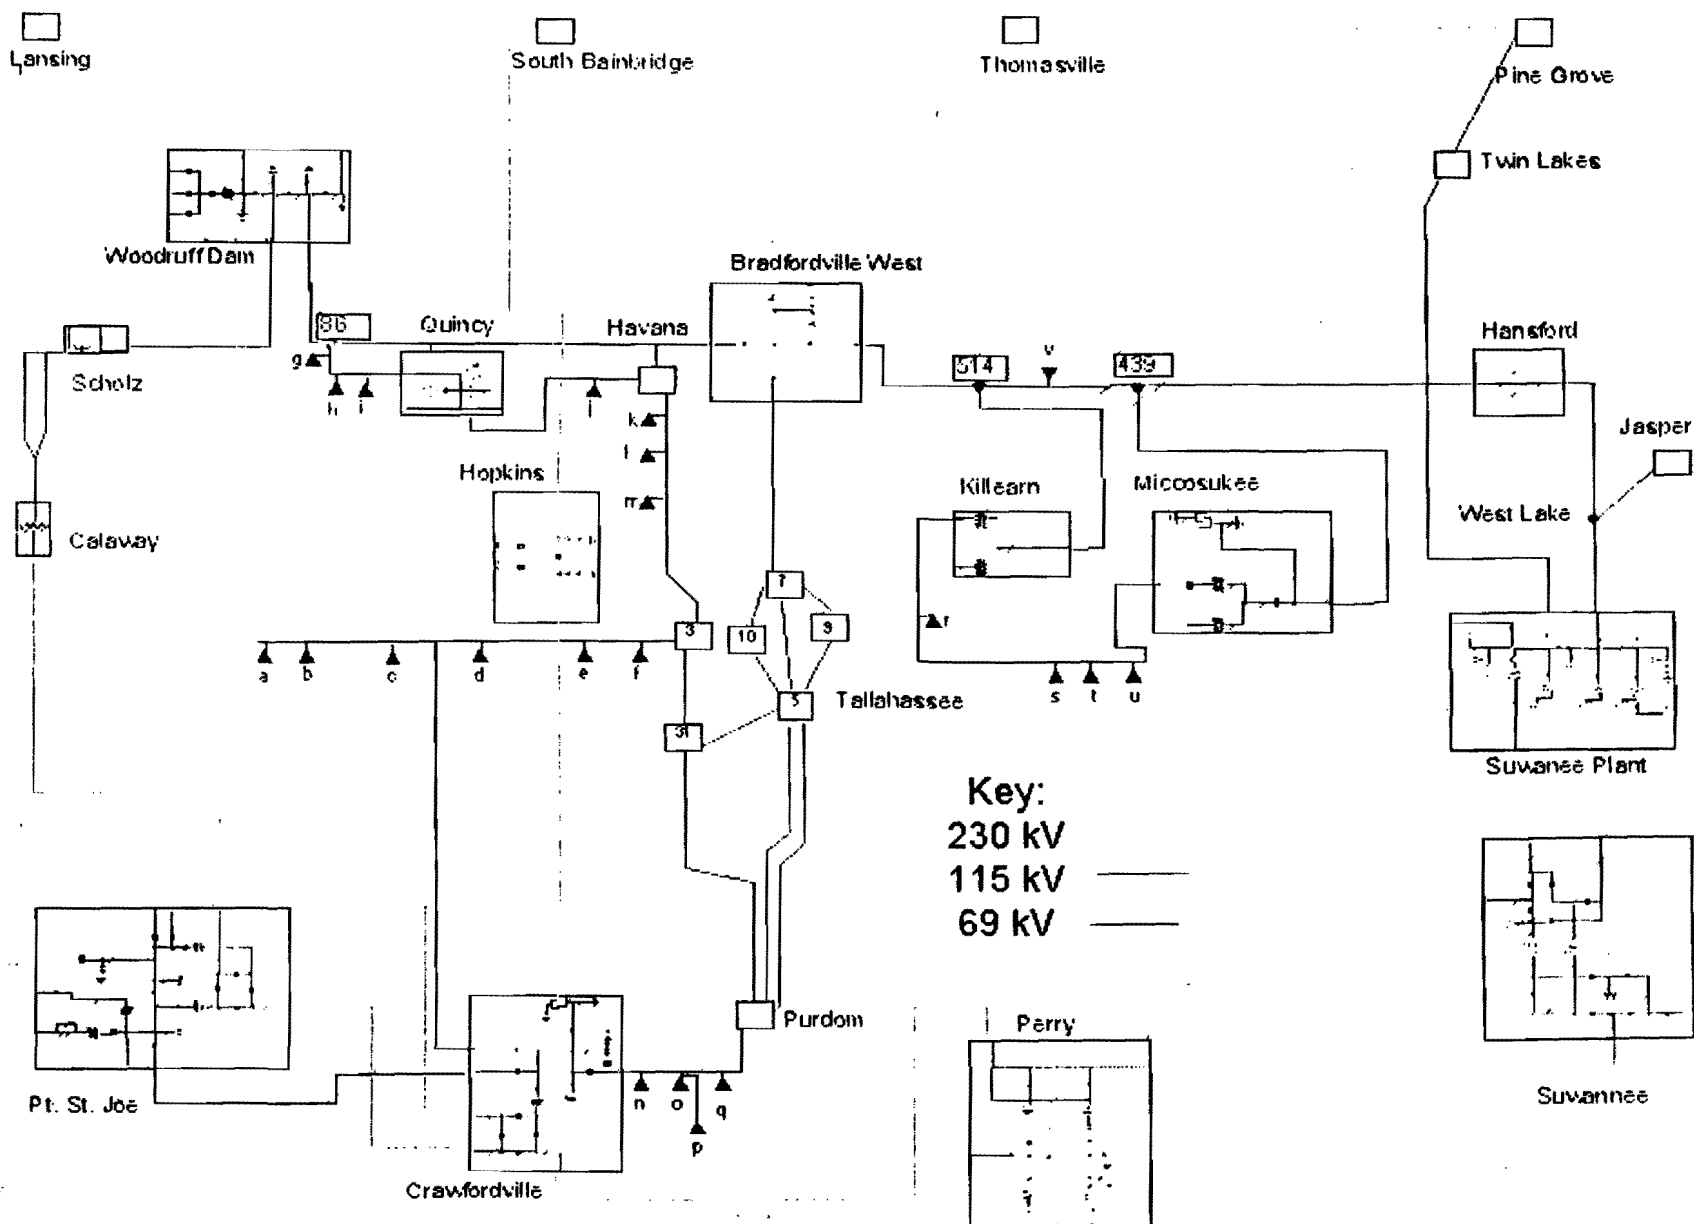 Lansing
South Bainbridge
Thomasville
Pine Grove
Twin Lakes
Woodruff Dam
Bradfordville West
86
Quincy
Havana
Hansford
g
Scholz
514
v
439
h
i
j
k
Jasper
l
Hopkins
Killearn
Miccosukee
m
West Lake
Calaway
7
10
9
3
r
a
b
c
d
e
f
s
t
u
5
Tallahassee
31
Suwanee Plant
Key:
230 kV
115 kV
69 kV
Purdom
Perry
Pt. St. Joe
n
o
q
p
Suwannee
Crawfordville